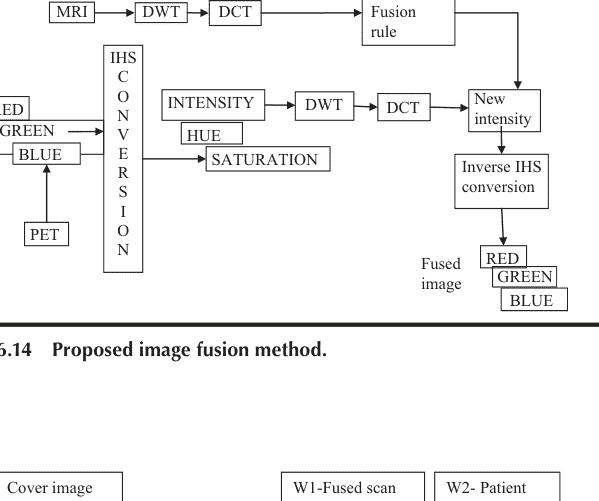 MRI
DWT
DCT
Fusion
rule
IHS
C
O
N
V
E
R
S
I
O
N
GREEN
BLUE
PET
INTENSITY
HUE
SATURATION
DWT
DCT
New
intensity
Inverse IHS
conversion
Fused
image
RED
GREEN
BLUE
6.14 Proposed image fusion method.
Cover image
W1-Fused scan
W2- Patient